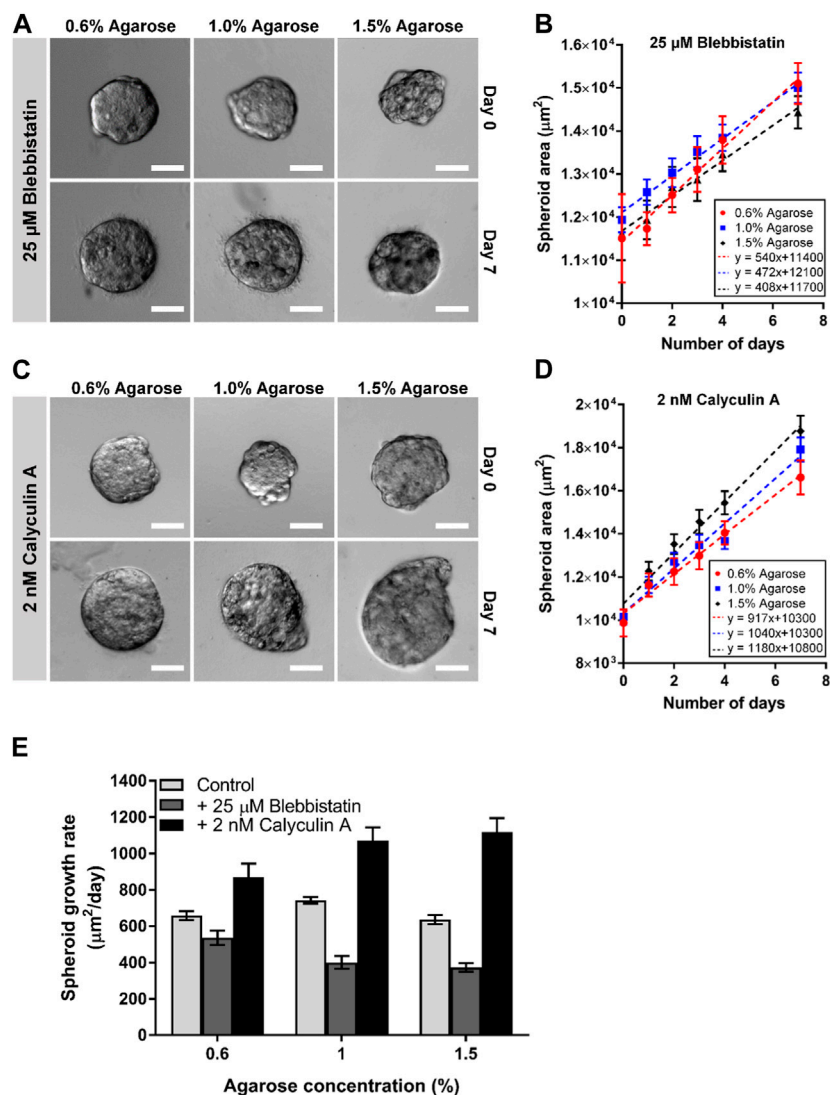 A
0.6% Agarose 1.0% Agarose 1.5% Agarose
25 µM Blebbistatin
Day 0
Day 7
B
25 µM Blebbistatin
Spheroid area (µm²)
1.6×10⁴
1.5×10⁴
1.4×10⁴
1.3×10⁴
1.2×10⁴
1.1×10⁴
1×10⁴
0 2 4 6 8
Number of days
0.6% Agarose
1.0% Agarose
1.5% Agarose
y = 540x+11400
y = 472x+12100
y = 408x+11700
C
0.6% Agarose 1.0% Agarose 1.5% Agarose
2 nM Calyculin A
Day 0
Day 7
D
2 nM Calyculin A
Spheroid area (µm²)
2×10⁴
1.8×10⁴
1.6×10⁴
1.4×10⁴
1.2×10⁴
1×10⁴
8×10³
0 2 4 6 8
Number of days
0.6% Agarose
1.0% Agarose
1.5% Agarose
y = 917x+10300
y = 1040x+10300
y = 1180x+10800
E
Spheroid growth rate
(µm²/day)
1400
1200
1000
800
600
400
200
0
Control
+ 25 µM Blebbistatin
+ 2 nM Calyculin A
0.6 1 1.5
Agarose concentration (%)